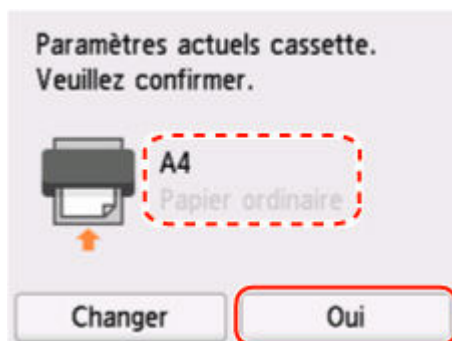 Paramètres actuels cassette.
Veuillez confirmer.
A4
Papier ordinaire
Changer
Oui